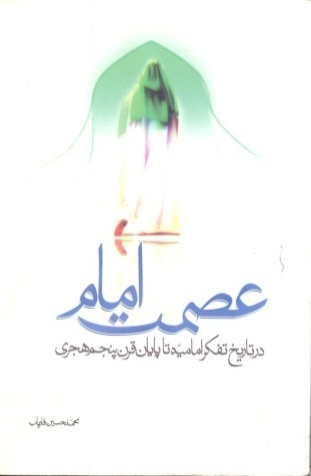 عصمت امام
در تاریخ تفکر امامیه تا پایان قرن پنجم هجری
محمدحسین فاریاب